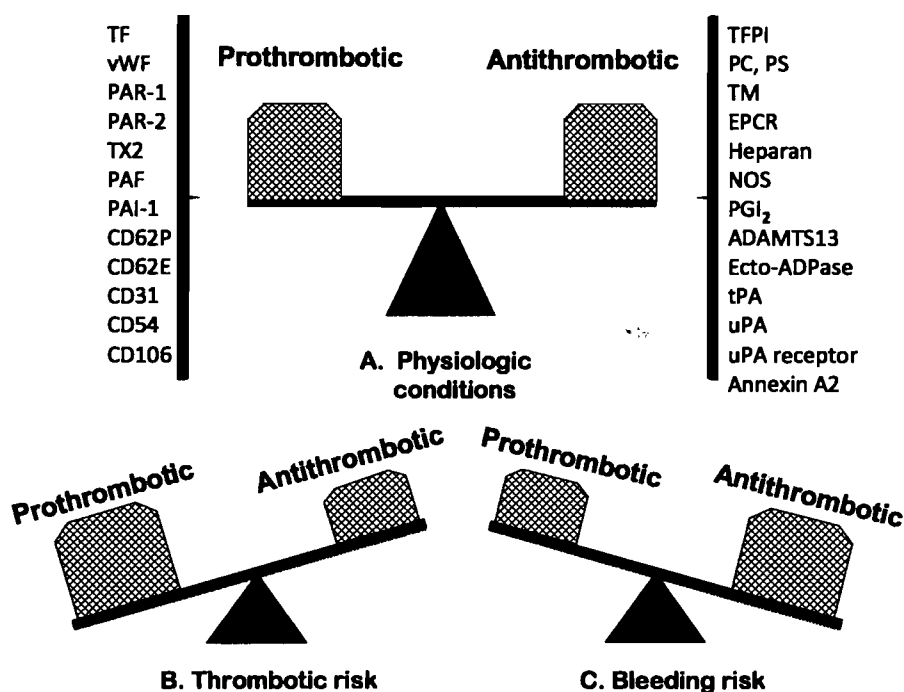 TF
vWF
PAR-1
PAR-2
TX2
PAF
PAI-1
CD62P
CD62E
CD31
CD54
CD106
Prothrombotic
Antithrombotic
TFPI
PC, PS
TM
EPCR
Heparan
NOS
PGI₂
ADAMTS13
Ecto-ADPase
tPA
uPA
uPA receptor
Annexin A2
A. Physiologic
conditions
Prothrombotic
Antithrombotic
B. Thrombotic risk
Prothrombotic
Antithrombotic
C. Bleeding risk